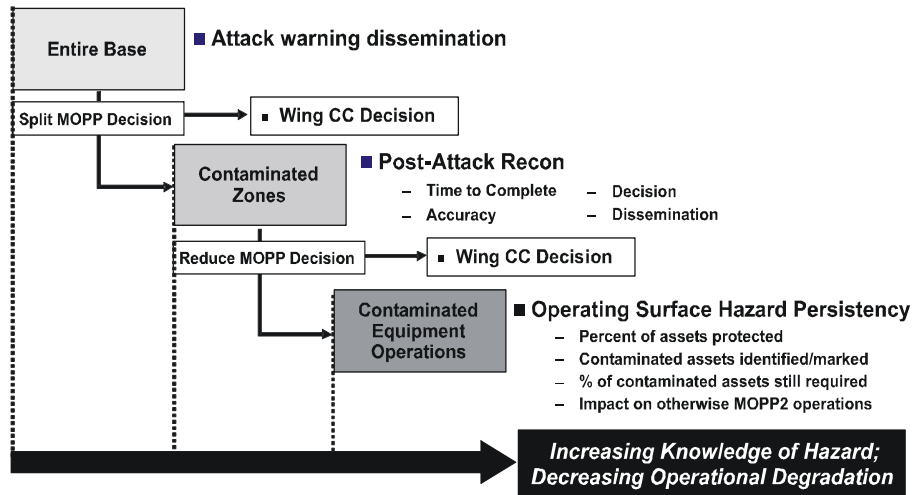 Entire Base
■ Attack warning dissemination
Split MOPP Decision
▪ Wing CC Decision
Contaminated
Zones
■ Post-Attack Recon
– Time to Complete – Decision
– Accuracy – Dissemination
Reduce MOPP Decision
▪ Wing CC Decision
Contaminated
Equipment
Operations
■ Operating Surface Hazard Persistency
– Percent of assets protected
– Contaminated assets identified/marked
– % of contaminated assets still required
– Impact on otherwise MOPP2 operations
Increasing Knowledge of Hazard;
Decreasing Operational Degradation